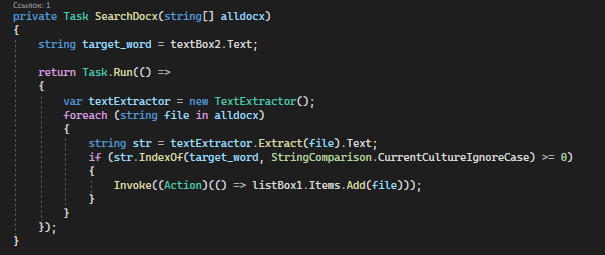 Ссылок: 1
private Task SearchDocx(string[] alldocx)
{
string target_word = textBox2.Text;
return Task.Run(() =>
{
var textExtractor = new TextExtractor();
foreach (string file in alldocx)
{
string str = textExtractor.Extract(file).Text;
if (str.IndexOf(target_word, StringComparison.CurrentCultureIgnoreCase) >= 0)
{
Invoke((Action)(() => listBox1.Items.Add(file)));
}
}
});
}